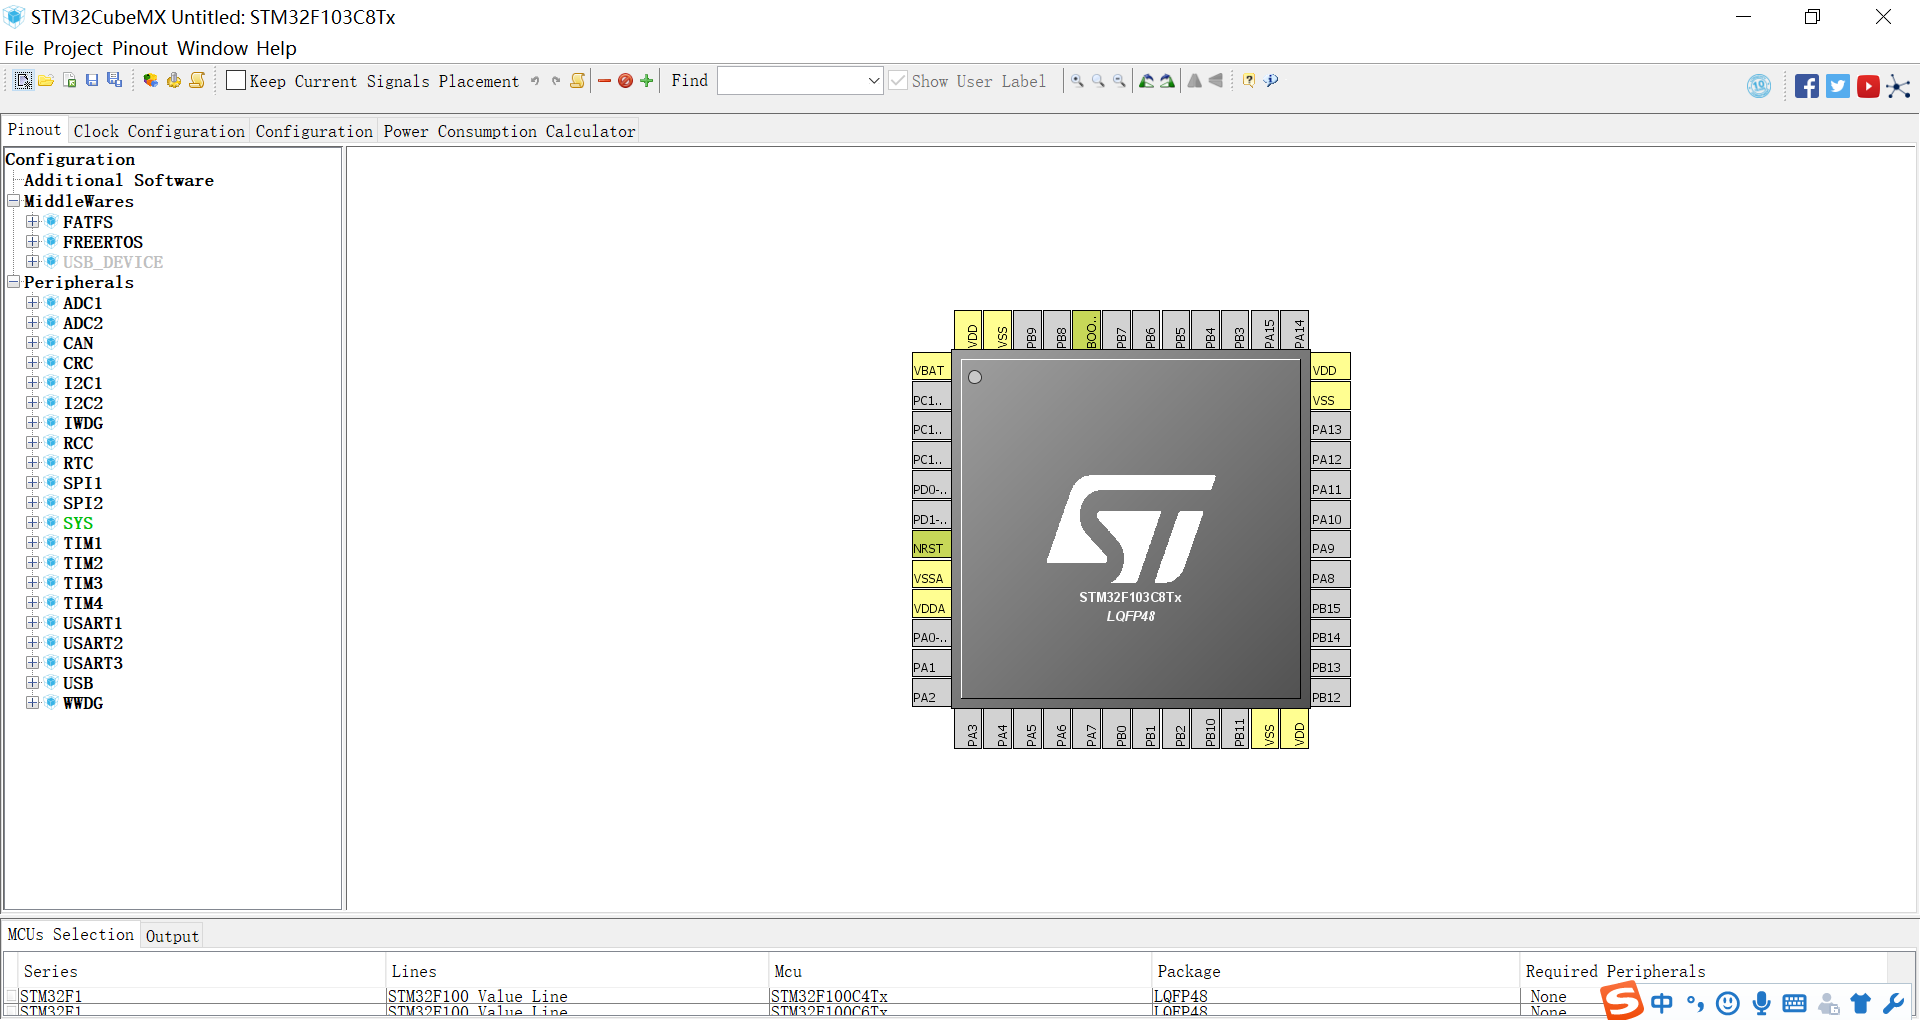 STM32CubeMX Untitled: STM32F103C8Tx
File Project Pinout Window Help
Keep Current Signals Placement Find Show User Label
Pinout Clock Configuration Configuration Power Consumption Calculator
Configuration
Additional Software
MiddleWares
FATFS
FREERTOS
USB_DEVICE
Peripherals
ADC1
ADC2
CAN
CRC
I2C1
I2C2
IWDG
RCC
RTC
SPI1
SPI2
SYS
TIM1
TIM2
TIM3
TIM4
USART1
USART2
USART3
USB
WWDG
VDD VSS PB9 PB8 BOO.. PB7 PB6 PB5 PB4 PB3 PA15 PA14
VBAT
PC1..
PC1..
PC1..
PD0-..
PD1-..
NRST
VSSA
VDDA
PA0-..
PA1
PA2
ST
STM32F103C8Tx
LQFP48
VDD
VSS
PA13
PA12
PA11
PA10
PA9
PA8
PB15
PB14
PB13
PB12
PA3 PA4 PA5 PA6 PA7 PB0 PB1 PB2 PB10 PB11 VSS VDD
MCUs Selection Output
Series Lines Mcu Package Required Peripherals
STM32F1 STM32F100 Value Line STM32F100C4Tx LQFP48 None
STM32F1 STM32F100 Value Line STM32F100C6Tx LQFP48 None
中